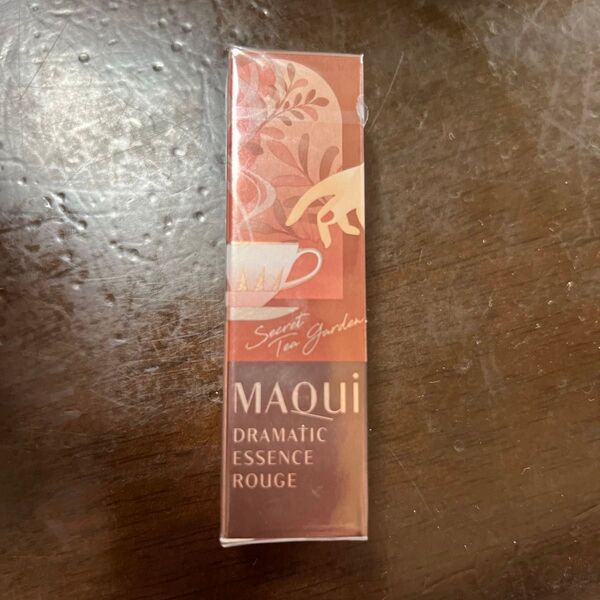 Secret
Tea Garden
MAQUi
DRAMATIC
ESSENCE
ROUGE